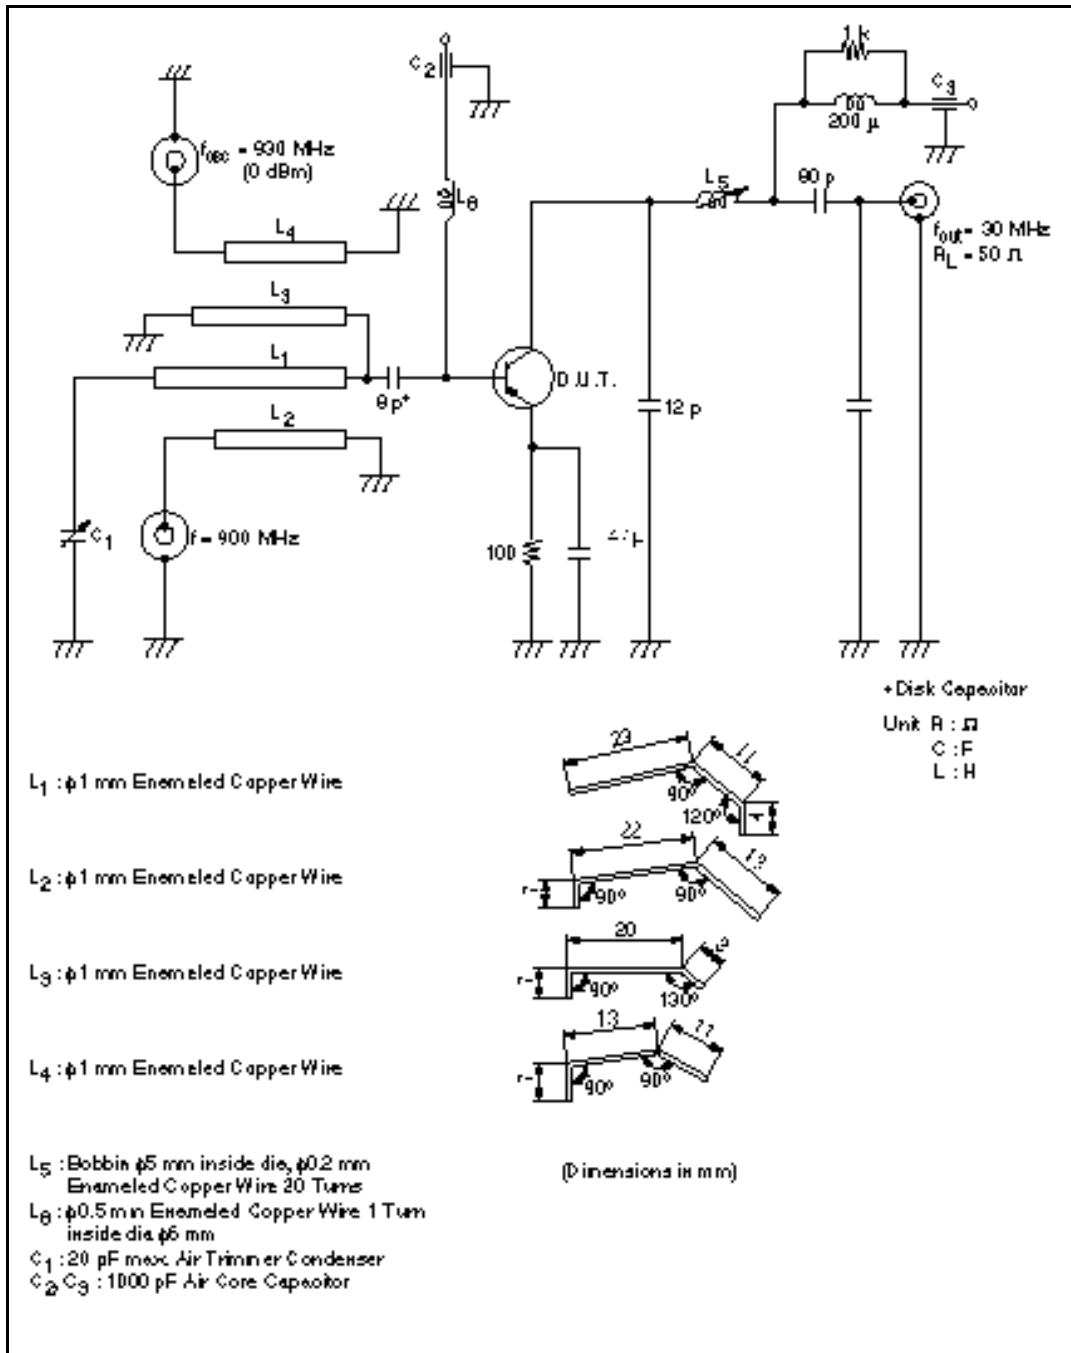 1 k
C2
C3
200 µ
fOSC = 930 MHz
(0 dBm)
L5
80 p
L4
fout = 30 MHz
RL = 50 Ω
L3
L1
8 p*
D.U.T.
12 p
L2
C1
f = 900 MHz
100
* Disk Capacitor
Unit R : Ω
C : F
L : H
L1 : φ1 mm Enameled Copper Wire
23
11
90°
120°
4
L2 : φ1 mm Enameled Copper Wire
22
90°
90°
L3 : φ1 mm Enameled Copper Wire
20
90°
130°
L4 : φ1 mm Enameled Copper Wire
13
90°
90°
L5 : Bobbin φ5 mm inside dia, φ0.2 mm
Enameled Copper Wire 20 Turns
(Dimensions in mm)
φ0.5 mm Enameled Copper Wire 1 Turn
inside dia
C1 : 20 pF max. Air Trimmer Condenser
C2, C3 : 1000 pF Air Core Capacitor